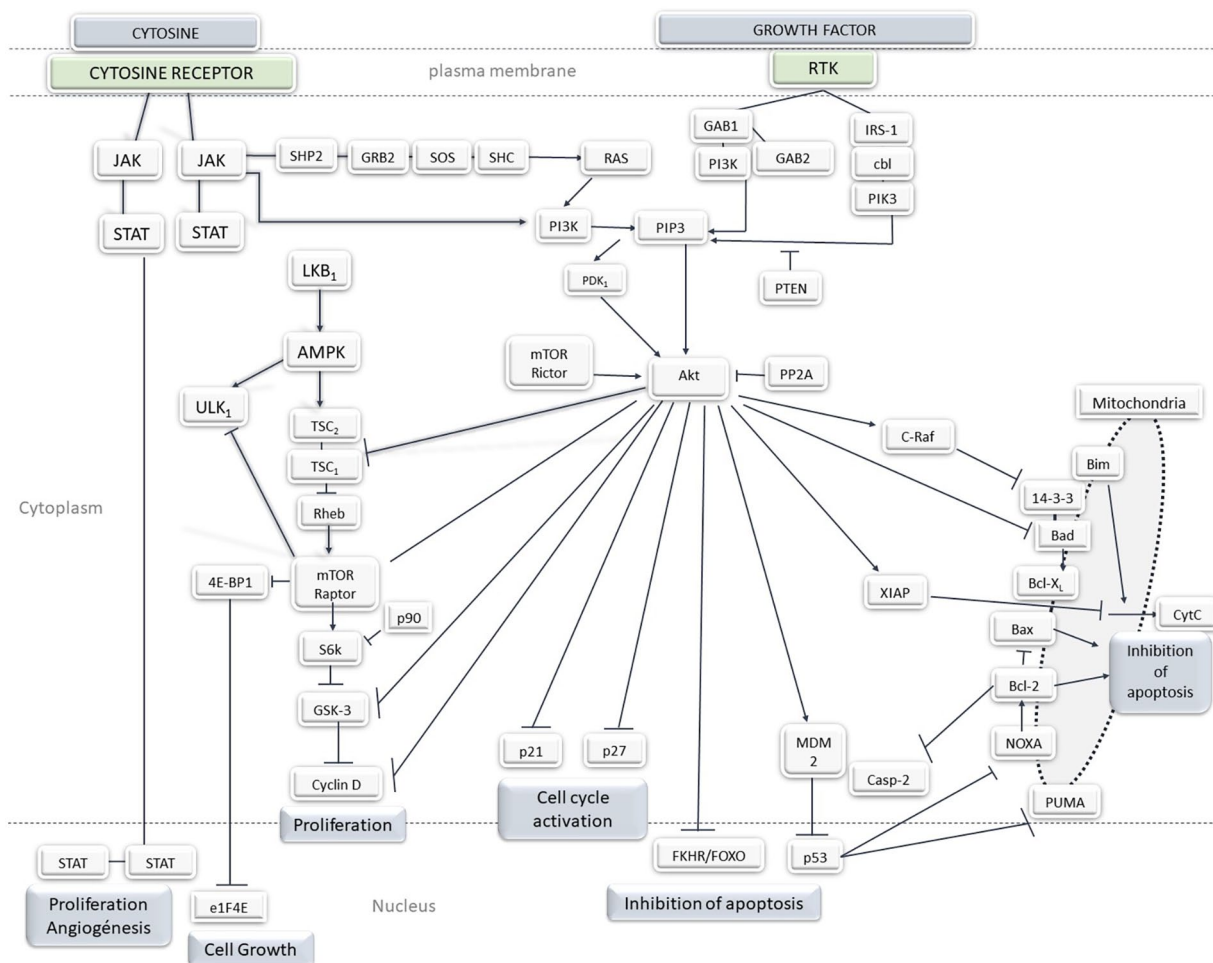 CYTOSINE
GROWTH FACTOR
CYTOSINE RECEPTOR
plasma membrane
RTK
GAB1
IRS-1
JAK
JAK
SHP2
GRB2
SOS
SHC
RAS
PI3K
GAB2
cbl
PIK3
STAT
STAT
PI3K
PIP3
LKB1
PDK1
PTEN
AMPK
mTOR
Rictor
Akt
PP2A
ULK1
Mitochondria
TSC2
C-Raf
TSC1
Bim
14-3-3
Cytoplasm
Rheb
Bad
4E-BP1
mTOR
Raptor
XIAP
Bcl-XL
p90
CytC
S6k
Bax
Inhibition
of
apoptosis
GSK-3
Bcl-2
p21
p27
MDM
2
NOXA
Cyclin D
Casp-2
Cell cycle
activation
PUMA
Proliferation
STAT
STAT
FKHR/FOXO
p53
Proliferation
Angiogénesis
e1F4E
Nucleus
Inhibition of apoptosis
Cell Growth